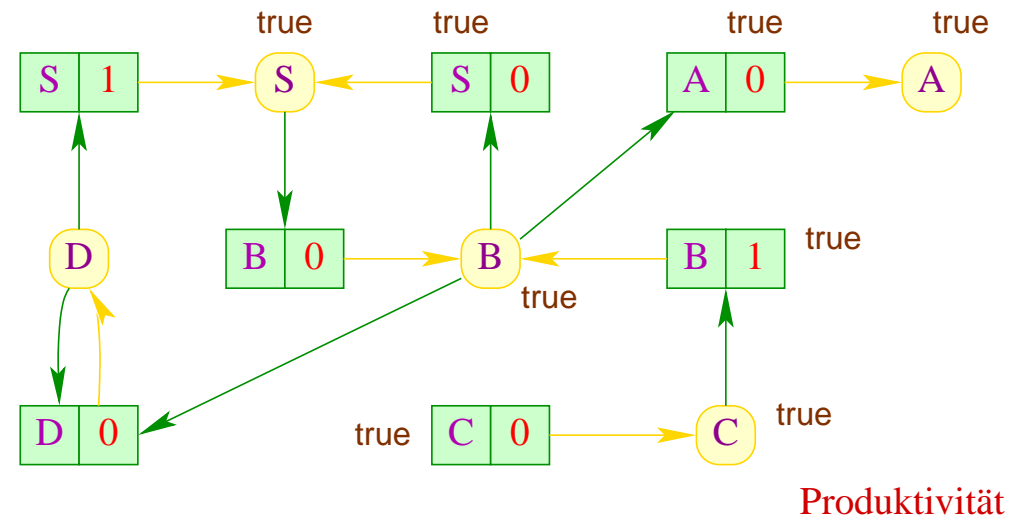 true true true true
S 1 S S 0 A 0 A
D B 0 B B 1 true
true
D 0 true C 0 C true
Produktivität